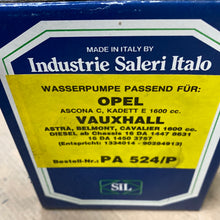 MADE IN ITALY BY
Industrie Saleri Italo
WASSERPUMPE PASSEND FÜR:
OPEL
ASCONA C, KADETT E 1600 cc.
VAUXHALL
ASTRA, BELMONT, CAVALIER 1600 cc.
DIESEL ab Chassis 16 DA 1447 8631
16 DA 1450 3757
(Entspricht: 1334014 - 90284913)
Bestell-Nr.: PA 524/P
SIL